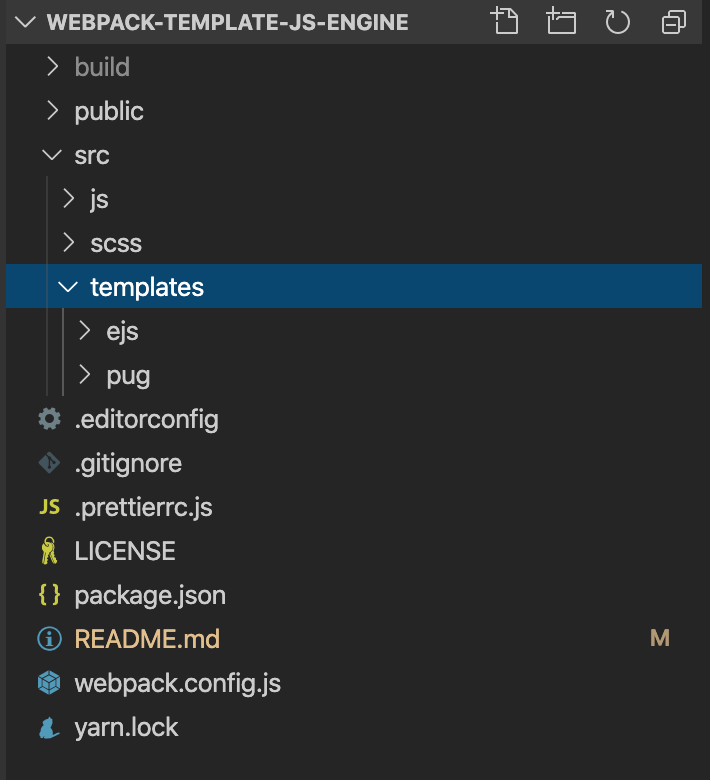 WEBPACK-TEMPLATE-JS-ENGINE
build
public
src
js
scss
templates
ejs
pug
.editorconfig
.gitignore
JS .prettierrc.js
LICENSE
{ } package.json
README.md M
webpack.config.js
yarn.lock